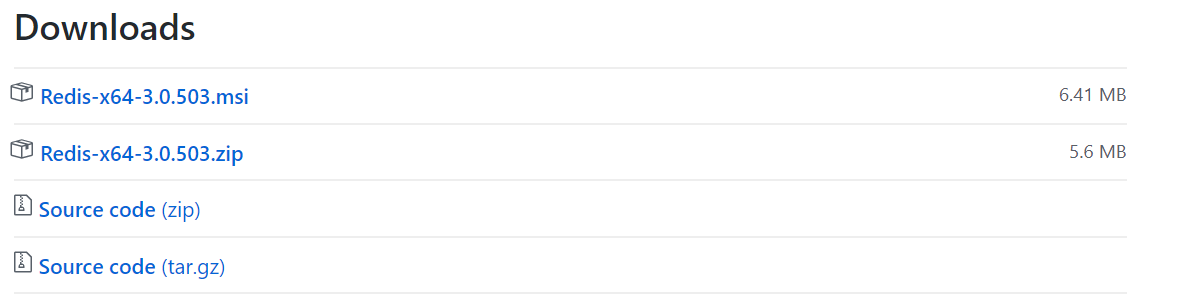 Downloads
Redis-x64-3.0.503.msi 6.41 MB
Redis-x64-3.0.503.zip 5.6 MB
Source code (zip)
Source code (tar.gz)